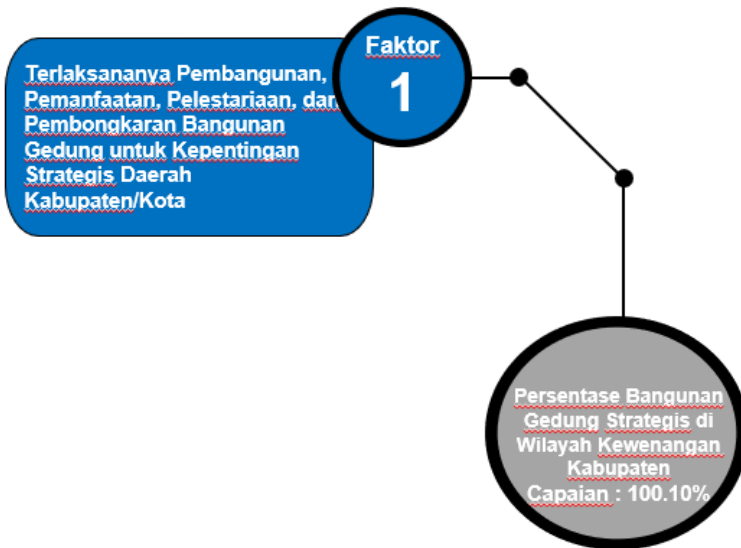 Faktor
1
Terlaksananya Pembangunan,
Pemanfaatan, Pelestariaan, dan
Pembongkaran Bangunan
Gedung untuk Kepentingan
Strategis Daerah
Kabupaten/Kota
Persentase Bangunan
Gedung Strategis di
Wilayah Kewenangan
Kabupaten
Capaian : 100.10%